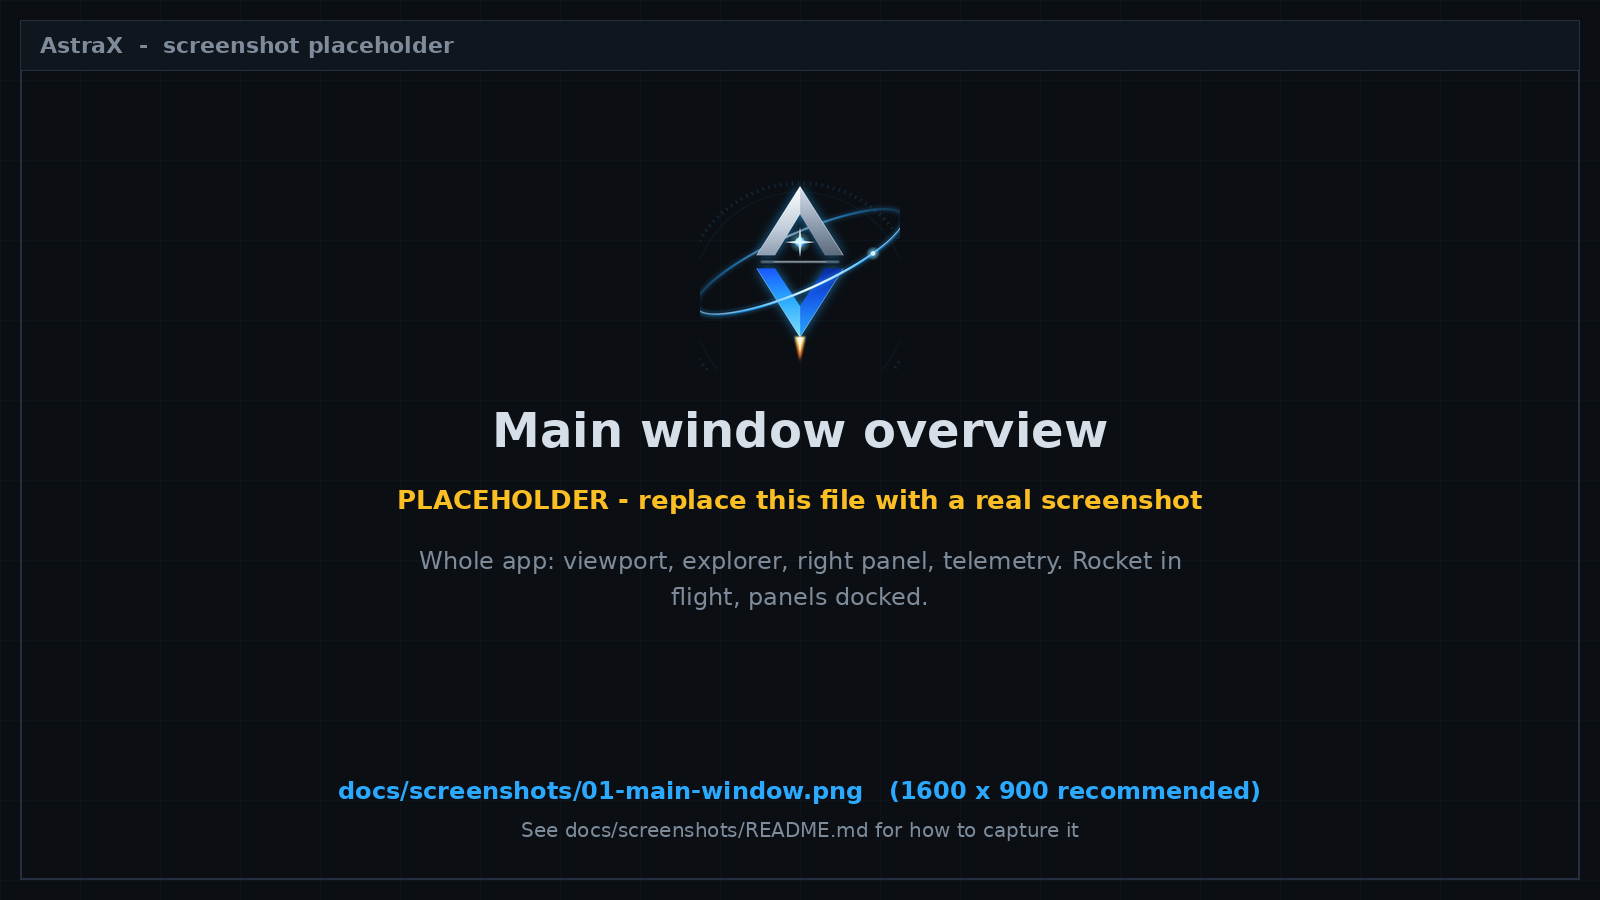 AstraX - screenshot placeholder
Main window overview
PLACEHOLDER - replace this file with a real screenshot
Whole app: viewport, explorer, right panel, telemetry. Rocket in
flight, panels docked.
docs/screenshots/01-main-window.png (1600 x 900 recommended)
See docs/screenshots/README.md for how to capture it